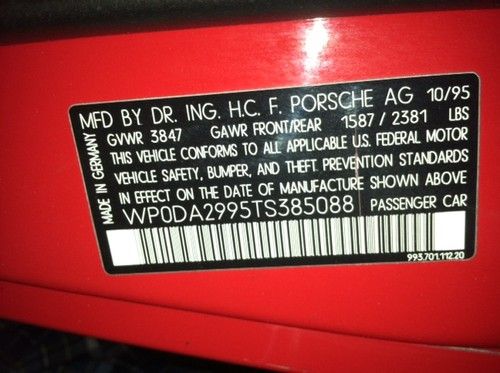 MFD BY DR. ING. H.C. F. PORSCHE AG 10/95
GVWR 3847 GAWR FRONT/REAR 1587 / 2381 LBS
THIS VEHICLE CONFORMS TO ALL APPLICABLE U.S. FEDERAL MOTOR
VEHICLE SAFETY, BUMPER, AND THEFT PREVENTION STANDARDS
IN EFFECT ON THE DATE OF MANUFACTURE SHOWN ABOVE
WP0DA2995TS385088 PASSENGER CAR
MADE IN GERMANY
993.701.112.20